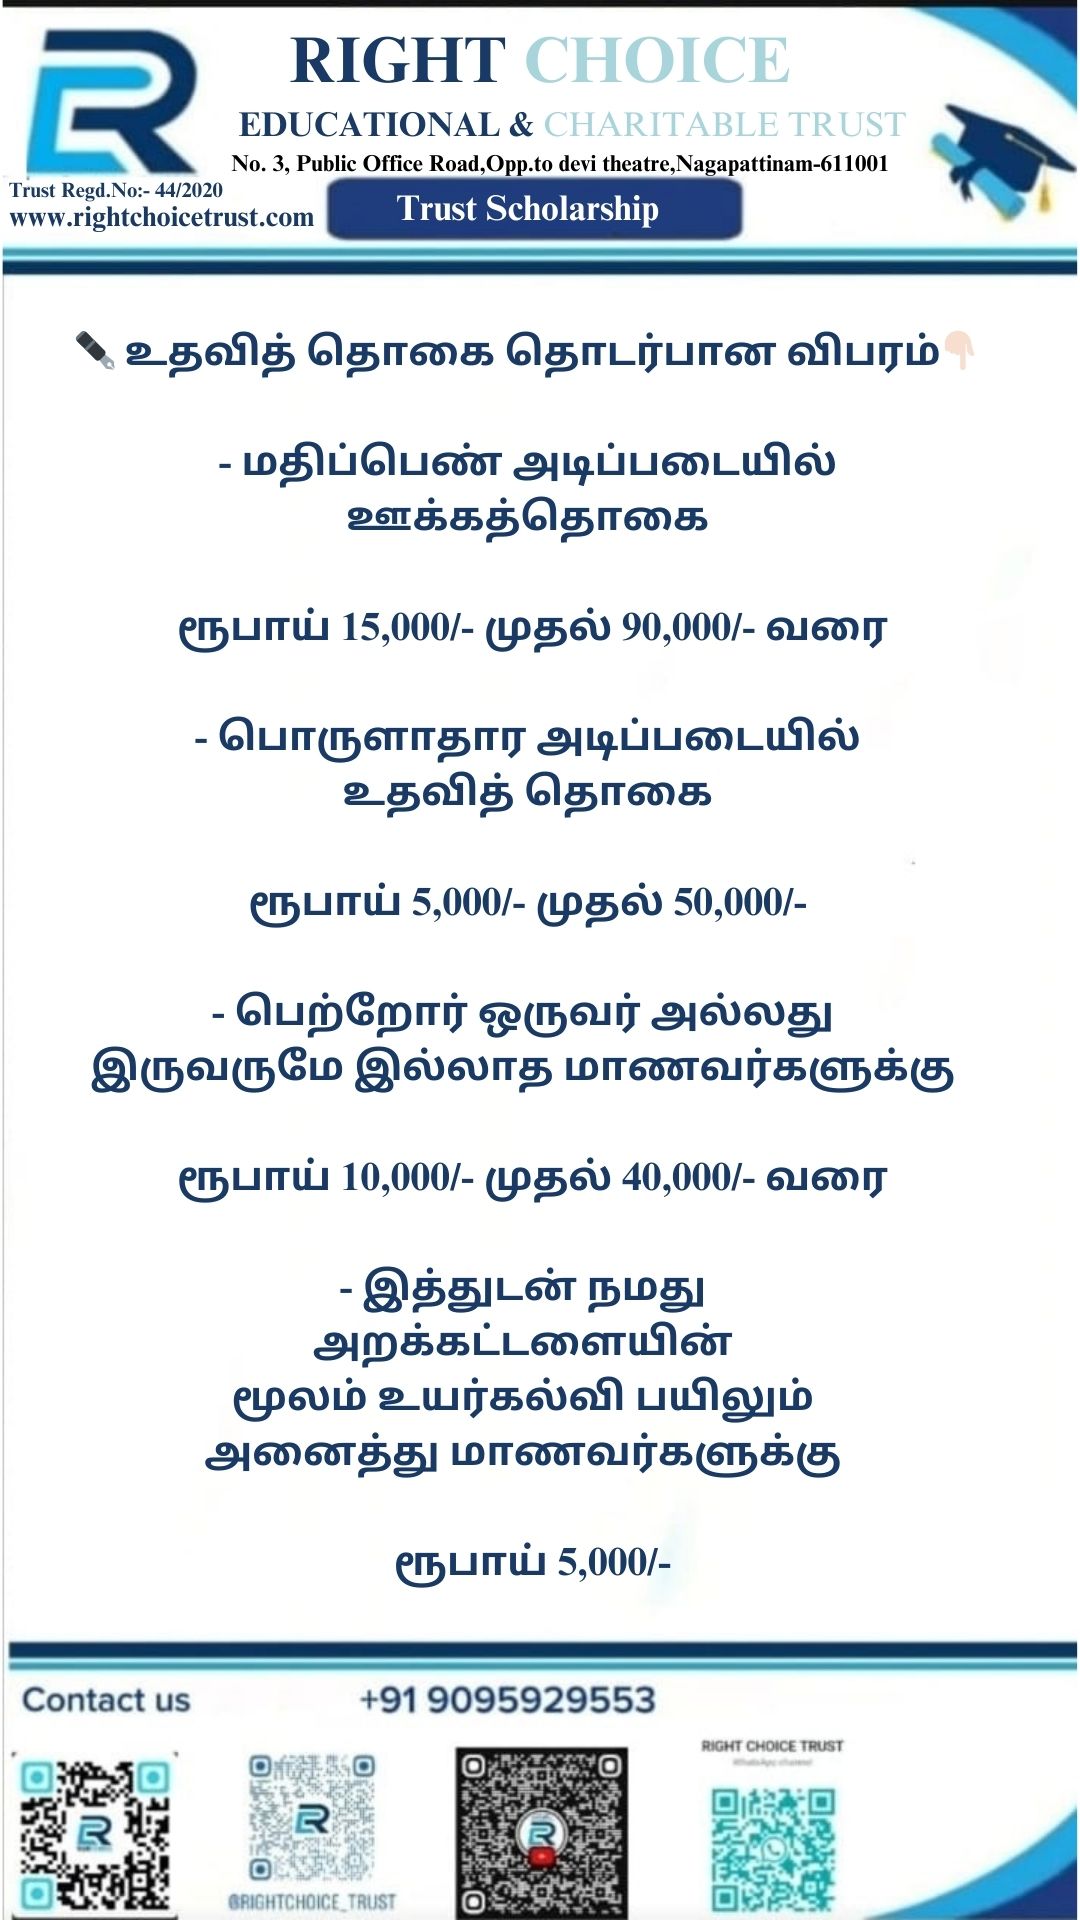 RIGHT CHOICE
EDUCATIONAL & CHARITABLE TRUST
No. 3, Public Office Road,Opp.to devi theatre,Nagapattinam-611001
Trust Regd.No:- 44/2020
www.rightchoicetrust.com
Trust Scholarship
உதவித் தொகை தொடர்பான விபரம்
- மதிப்பெண் அடிப்படையில்
ஊக்கத்தொகை
ரூபாய் 15,000/- முதல் 90,000/- வரை
- பொருளாதார அடிப்படையில்
உதவித் தொகை
ரூபாய் 5,000/- முதல் 50,000/-
- பெற்றோர் ஒருவர் அல்லது
இருவருமே இல்லாத மாணவர்களுக்கு
ரூபாய் 10,000/- முதல் 40,000/- வரை
- இத்துடன் நமது
அறக்கட்டளையின்
மூலம் உயர்கல்வி பயிலும்
அனைத்து மாணவர்களுக்கு
ரூபாய் 5,000/-
Contact us +91 9095929553
RIGHT CHOICE TRUST
WhatsApp channel
@RIGHTCHOICE_TRUST